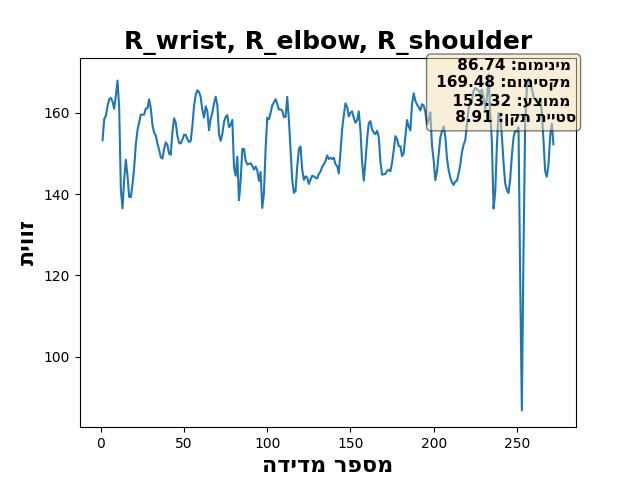 R_wrist, R_elbow, R_shoulder
מינימום: 86.74
מקסימום: 169.48
ממוצע: 153.32
סטיית תקן: 8.91
זווית
160
140
120
100
0 50 100 150 200 250
מספר מדידה